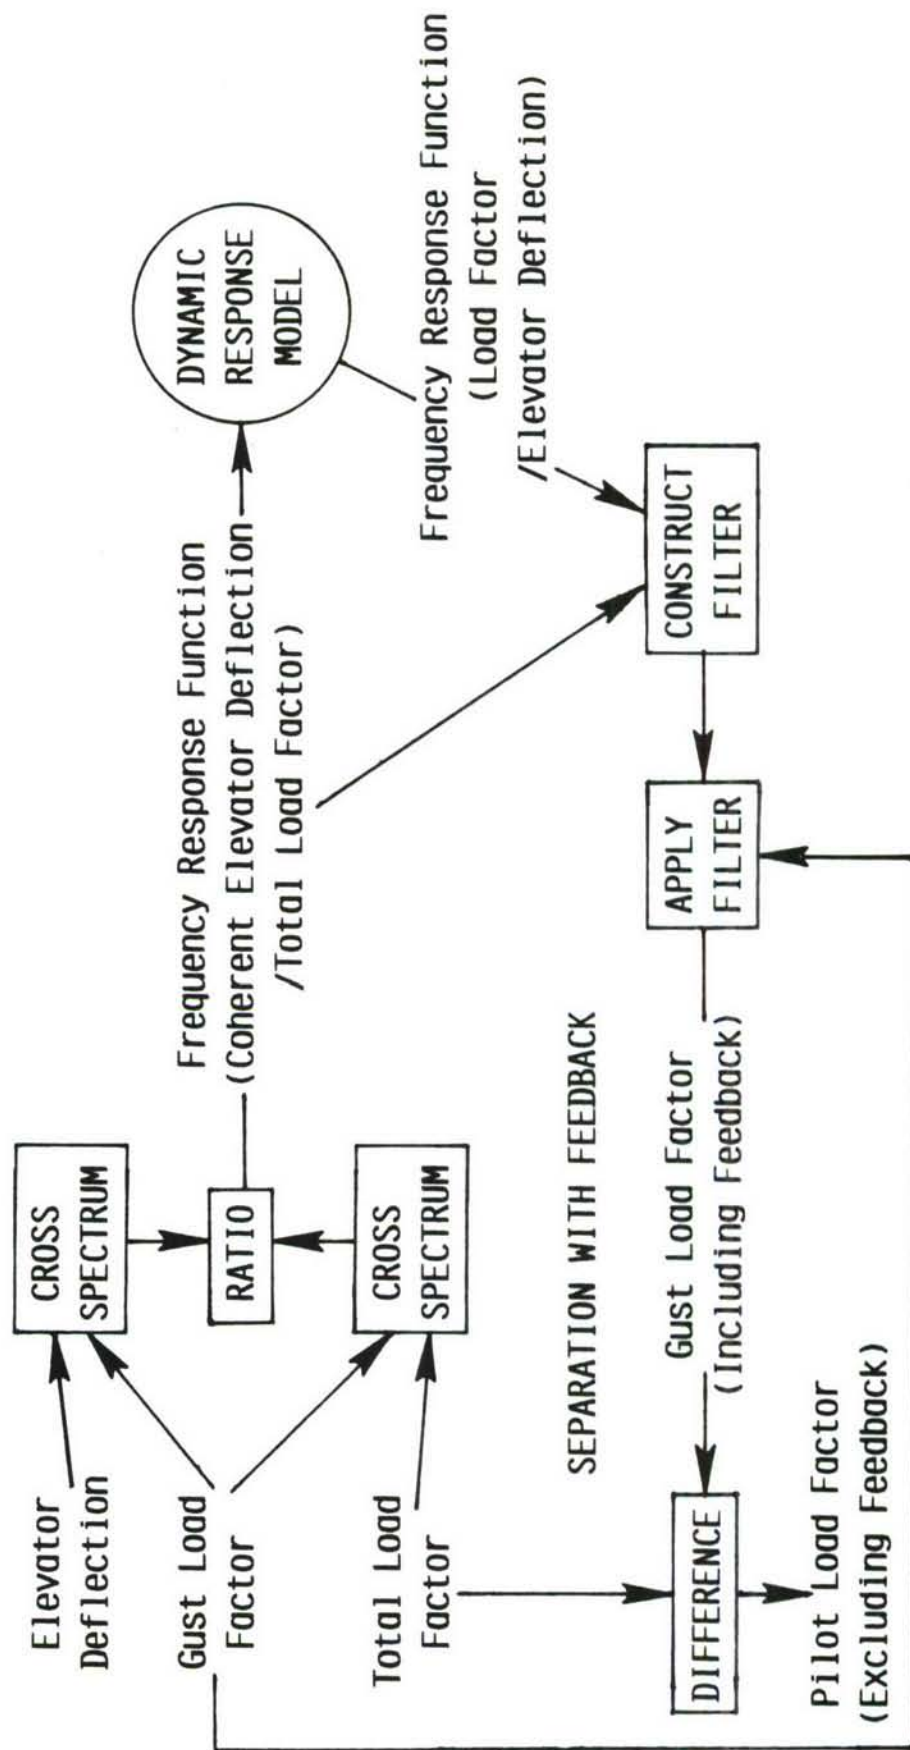 Elevator
Deflection
Gust Load
Factor
Total Load
Factor
CROSS
SPECTRUM
RATIO
CROSS
SPECTRUM
Frequency Response Function
(Coherent Elevator Deflection
/Total Load Factor)
DYNAMIC
RESPONSE
MODEL
Frequency Response Function
(Load Factor
/Elevator Deflection)
SEPARATION WITH FEEDBACK
CONSTRUCT
FILTER
APPLY
FILTER
Gust Load Factor
(Including Feedback)
DIFFERENCE
Pilot Load Factor
(Excluding Feedback)